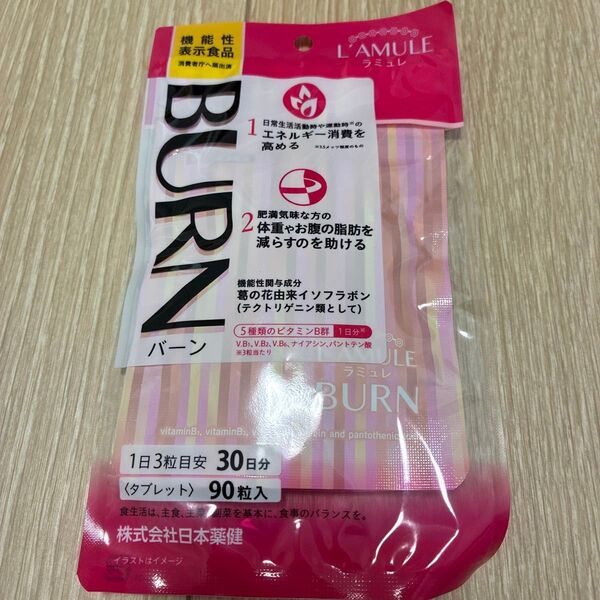 機能性
表示食品
消費者庁へ届出済
L'AMULE
ラミュレ
BURN
バーン
1
日常生活活動時や運動時※の
エネルギー消費を
高める
※3.5メッツ程度のもの
2
肥満気味な方の
体重やお腹の脂肪を
減らすのを助ける
機能性関与成分
葛の花由来イソフラボン
(テクトリゲニン類として)
5種類のビタミンB群 1日分※
V.B1, V.B2, V.B6, ナイアシン, パントテン酸
※3粒当たり
AMULE
ラミュレ
BURN
vitaminB1, vitaminB2, vita and pantothenic
1日3粒目安 30日分
〈タブレット〉 90粒入
食生活は、主食、主菜、副菜を基本に、食事のバランスを。
株式会社日本薬健
イラストはイメージ